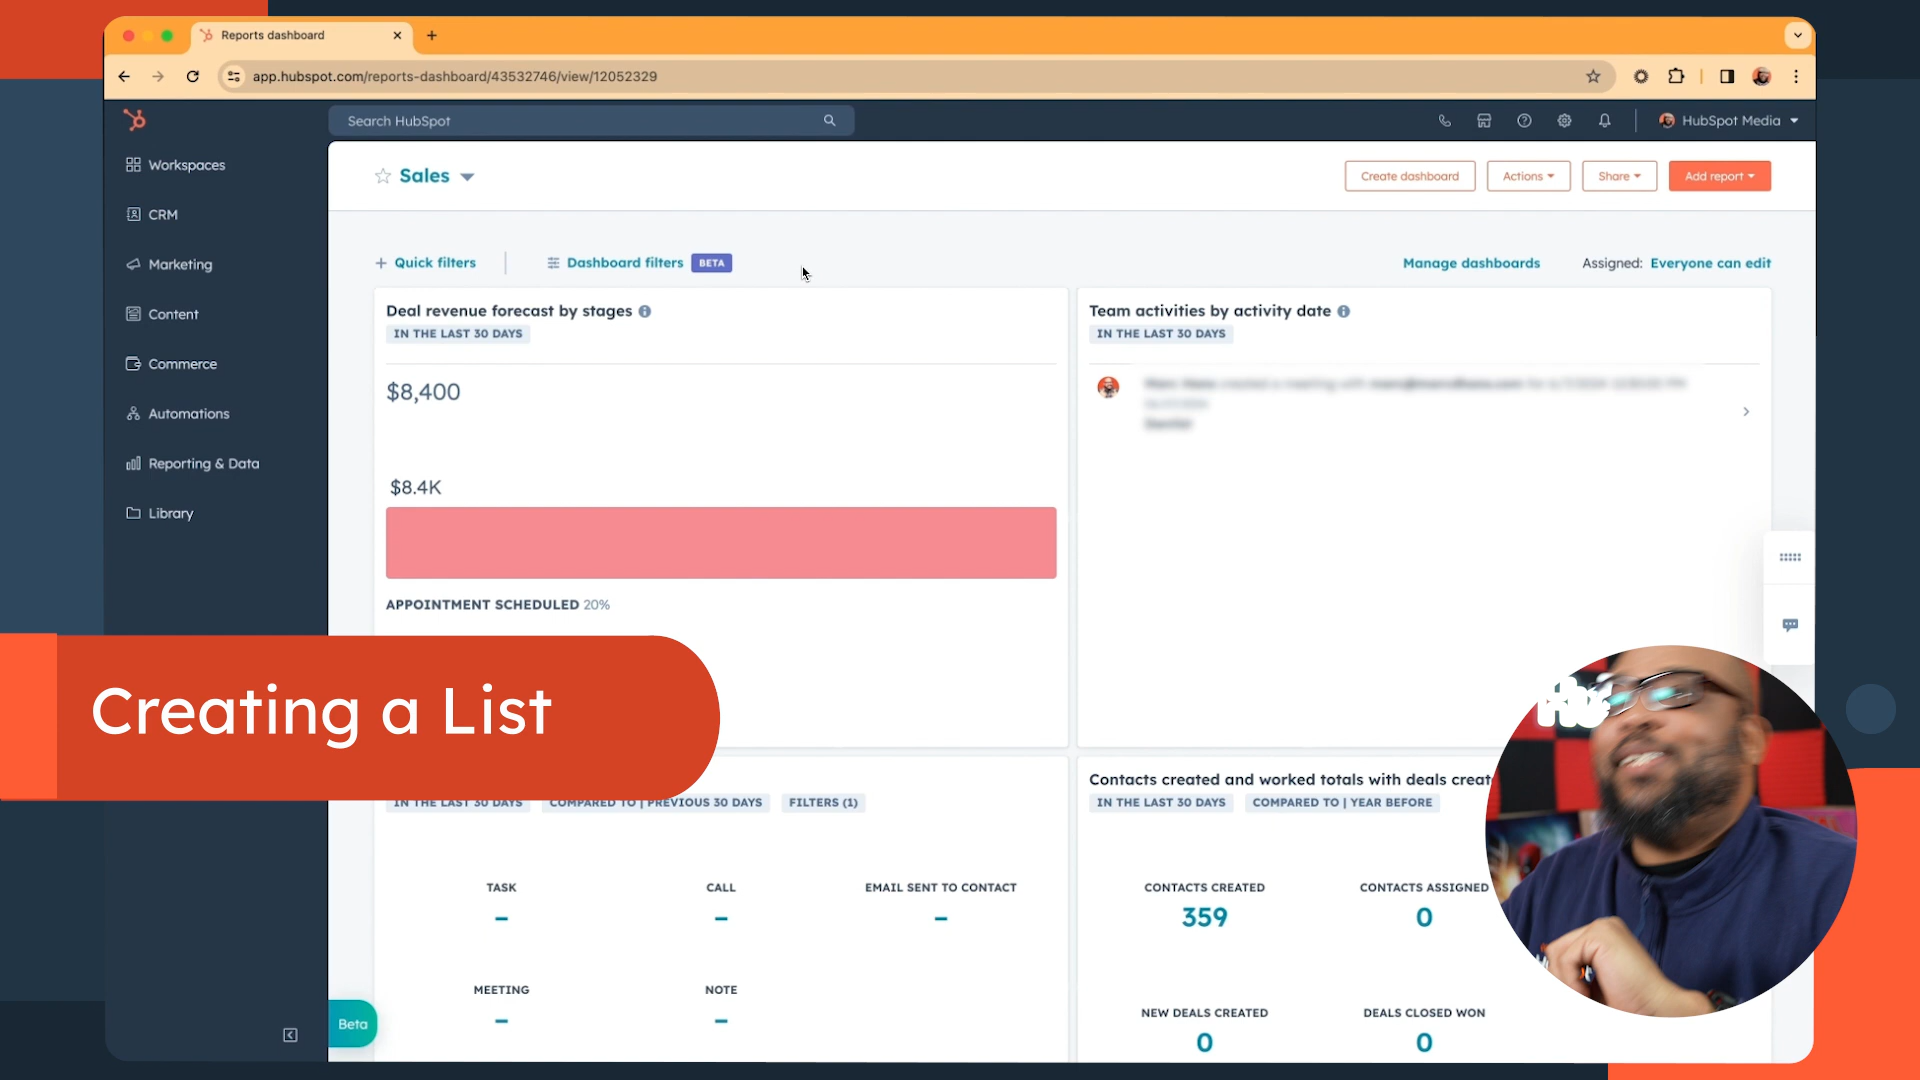 Reports dashboard
app.hubspot.com/reports-dashboard/43532746/view/12052329
Search HubSpot
HubSpot Media
Workspaces
CRM
Marketing
Content
Commerce
Automations
Reporting & Data
Library
Sales
Create dashboard
Actions
Share
Add report
Quick filters
Dashboard filters BETA
Manage dashboards
Assigned: Everyone can edit
Deal revenue forecast by stages
IN THE LAST 30 DAYS
$8,400
$8.4K
APPOINTMENT SCHEDULED 20%
Team activities by activity date
IN THE LAST 30 DAYS
Creating a List
IN THE LAST 30 DAYS COMPARED TO | PREVIOUS 30 DAYS FILTERS (1)
TASK CALL EMAIL SENT TO CONTACT
– – –
MEETING NOTE
– –
Contacts created and worked totals with deals creat
IN THE LAST 30 DAYS COMPARED TO | YEAR BEFORE
CONTACTS CREATED CONTACTS ASSIGNED
359 0
NEW DEALS CREATED DEALS CLOSED WON
0 0
Beta